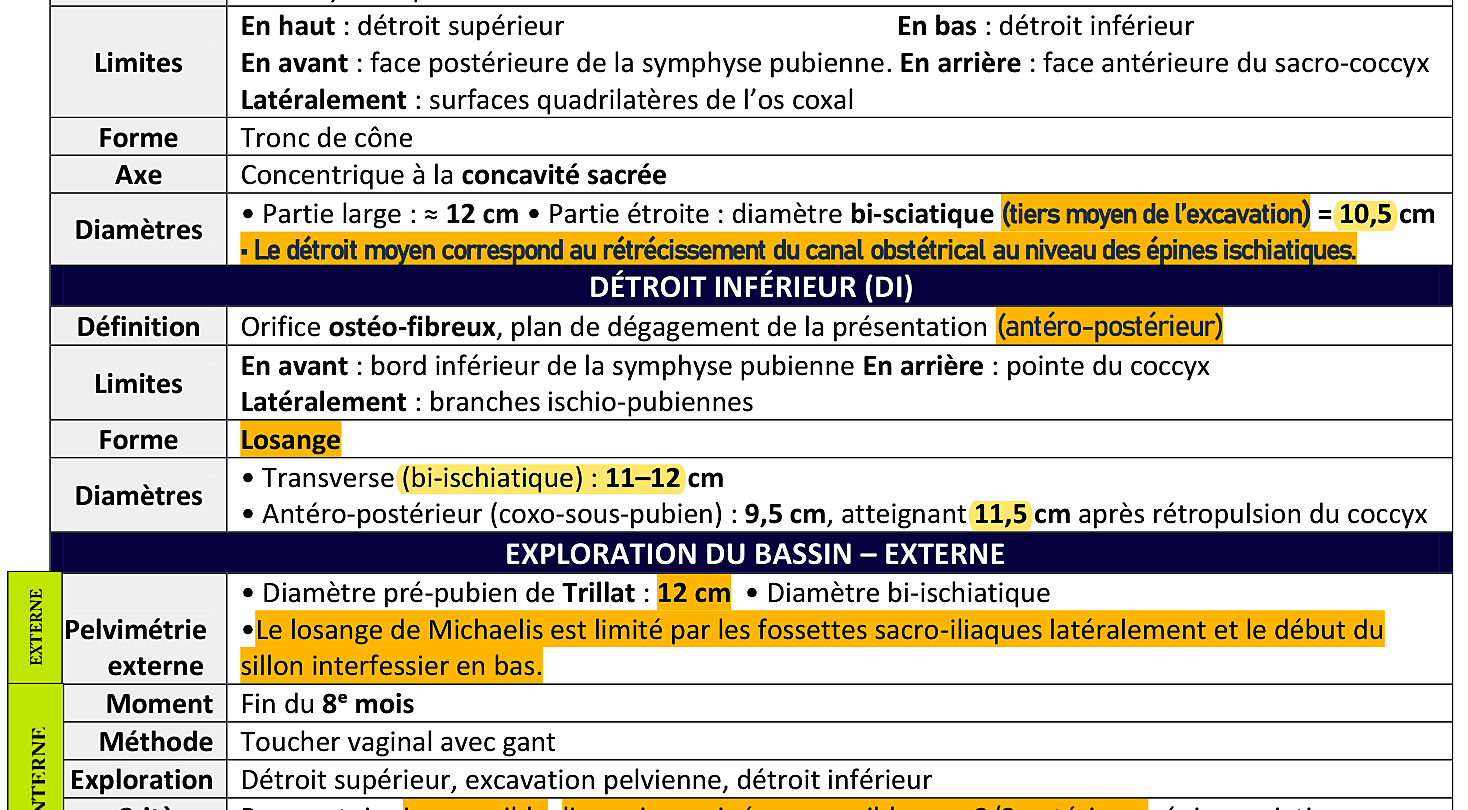 En haut : détroit supérieur En bas : détroit inférieur
Limites
En avant : face postérieure de la symphyse pubienne. En arrière : face antérieure du sacro-coccyx
Latéralement : surfaces quadrilatères de l’os coxal
Forme Tronc de cône
Axe Concentrique à la concavité sacrée
Diamètres
• Partie large : ≈ 12 cm • Partie étroite : diamètre bi-sciatique (tiers moyen de l’excavation) = 10,5 cm
• Le détroit moyen correspond au rétrécissement du canal obstétrical au niveau des épines ischiatiques.
DÉTROIT INFÉRIEUR (DI)
Définition Orifice ostéo-fibreux, plan de dégagement de la présentation (antéro-postérieur)
Limites
En avant : bord inférieur de la symphyse pubienne En arrière : pointe du coccyx
Latéralement : branches ischio-pubiennes
Forme Losange
Diamètres
• Transverse (bi-ischiatique) : 11–12 cm
• Antéro-postérieur (coxo-sous-pubien) : 9,5 cm, atteignant 11,5 cm après rétropulsion du coccyx
EXPLORATION DU BASSIN – EXTERNE
EXTERNE
Pelvimétrie externe
• Diamètre pré-pubien de Trillat : 12 cm • Diamètre bi-ischiatique
•Le losange de Michaelis est limité par les fossettes sacro-iliaques latéralement et le début du
sillon interfessier en bas.
Moment Fin du 8e mois
Méthode Toucher vaginal avec gant
Exploration Détroit supérieur, excavation pelvienne, détroit inférieur